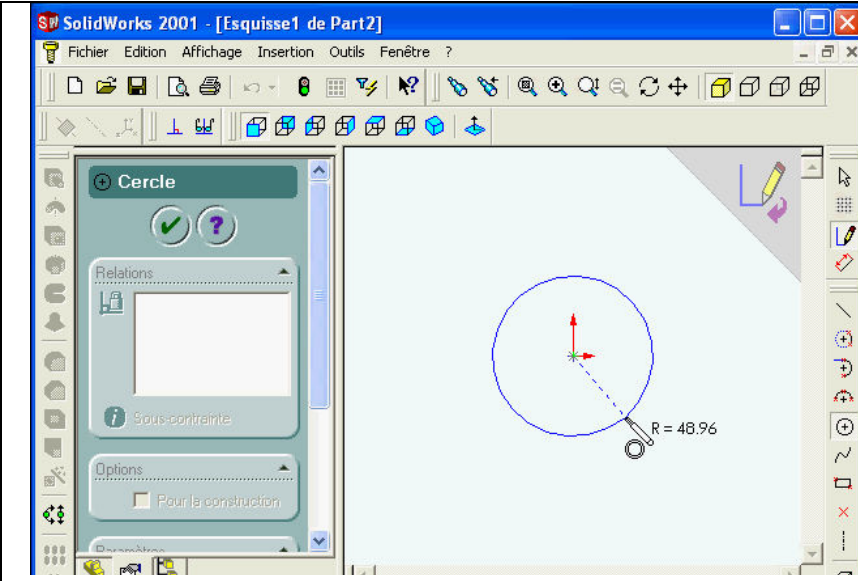 SolidWorks 2001 - [Esquisse1 de Part2]
Fichier Edition Affichage Insertion Outils Fenêtre ?
Cercle
Relations
Sous-contrainte
R = 48.96
Options
Pour la construction
Paramètres